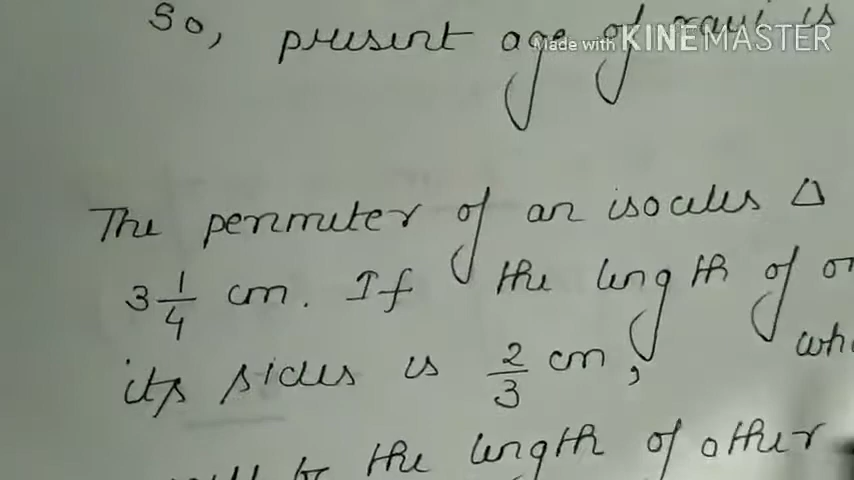 So, present age of ravi is
Made with KINEMASTER
The perimuter of an isoceles Δ
3 1/4 cm. If the length of
its sides is 2/3 cm,
the length of other